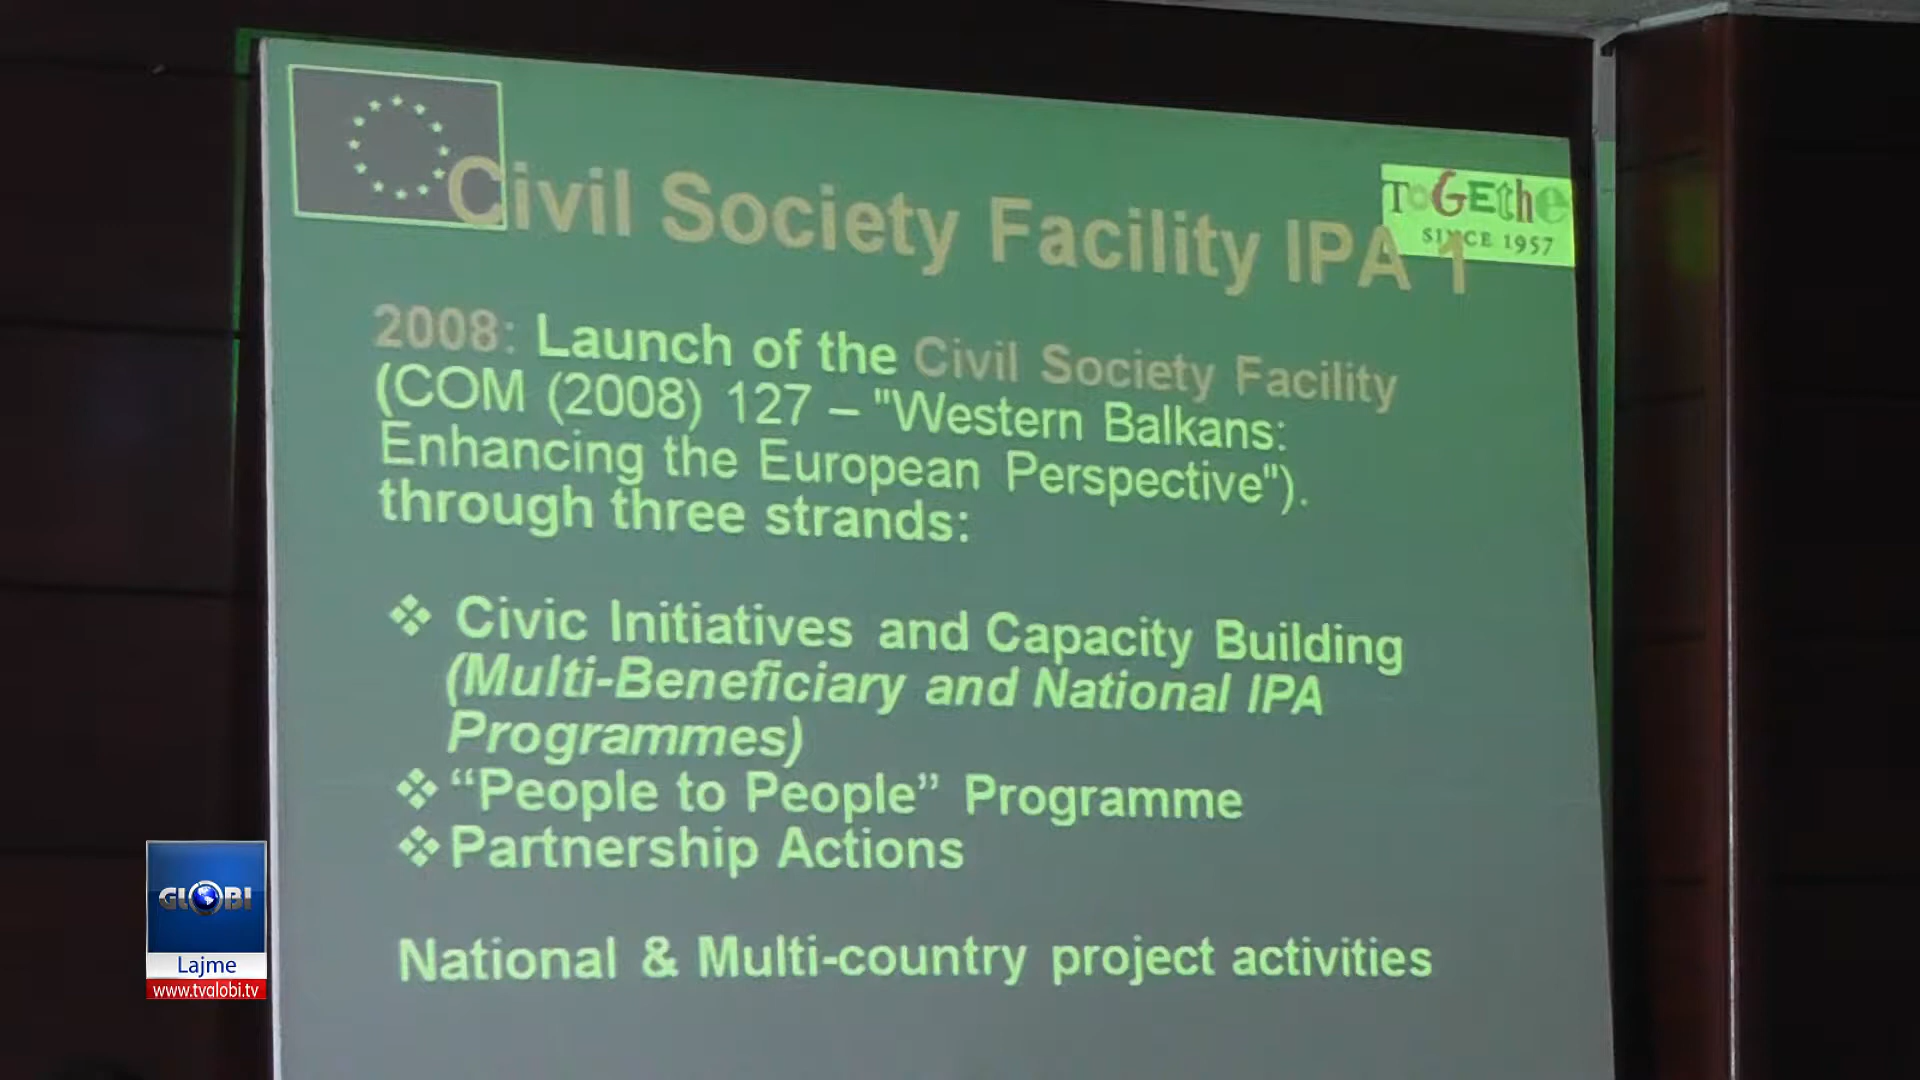 Civil Society Facility IPA 1
ToGEthe
SINCE 1957
2008: Launch of the Civil Society Facility
(COM (2008) 127 – "Western Balkans:
Enhancing the European Perspective").
through three strands:
❖ Civic Initiatives and Capacity Building
(Multi-Beneficiary and National IPA
Programmes)
❖ “People to People” Programme
❖ Partnership Actions
National & Multi-country project activities
GLOBI
Lajme
www.tvglobi.tv